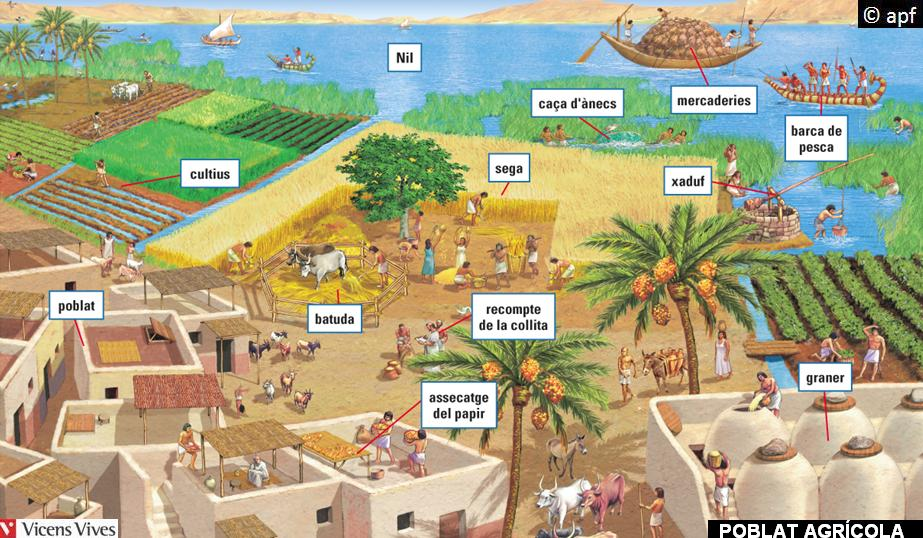 © apf
Nil
mercaderies
caça d'ànecs
barca de
pesca
sega
cultius
xaduf
poblat
batuda
recompte
de la collita
graner
assecatge
del papir
V Vicens Vives
POBLAT AGRÍCOLA